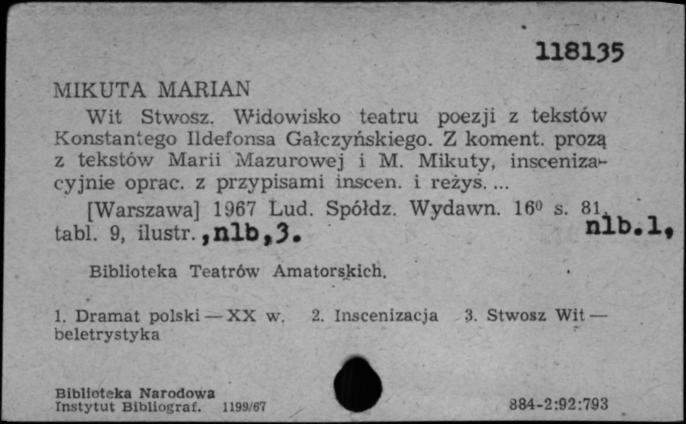 118135
MIKUTA MARIAN
Wit Stwosz. Widowisko teatru poezji z tekstów
Konstantego Ildefonsa Gałczyńskiego. Z koment. prozą
z tekstów Marii Mazurowej i M. Mikuty, insceniza-
cyjnie oprac. z przypisami inscen. i reżys. ...
[Warszawa] 1967 Lud. Spółdz. Wydawn. 16⁰ s. 81,
nlb.1,
tabl. 9, ilustr.,nlb,3.
Biblioteka Teatrów Amatorskich.
1. Dramat polski — XX w. 2. Inscenizacja 3. Stwosz Wit —
beletrystyka
Biblioteka Narodowa
Instytut Bibliograf. 1199/67
884-2:92:793